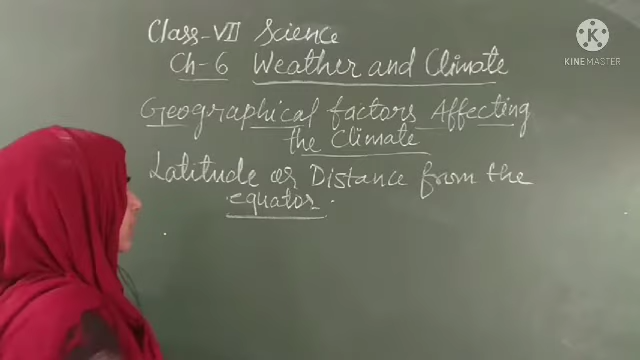 Class-VII Science
Ch-6 Weather and Climate
Geographical factors Affecting
the Climate
Latitude or Distance from the
equator.
KINEMASTER